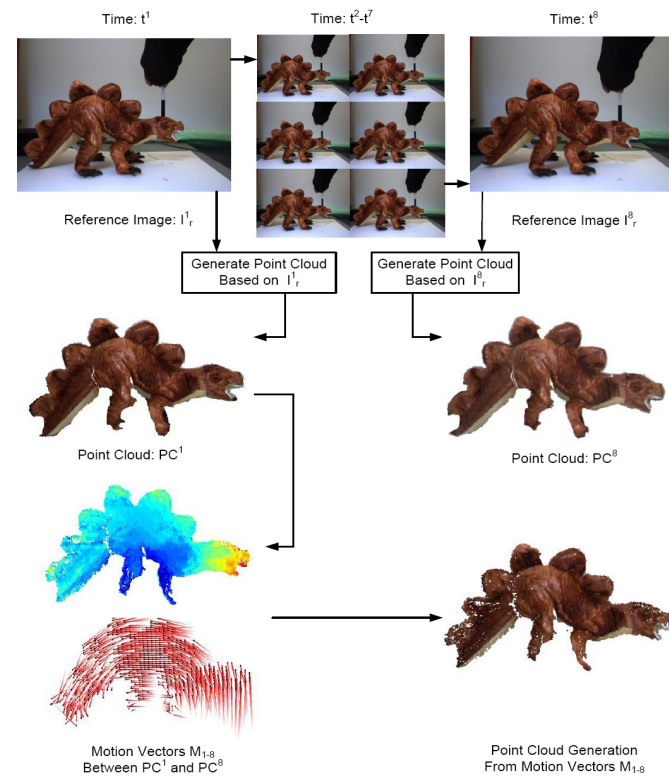 Time: t¹
Time: t²-t⁷
Time: t⁸
Reference Image: I¹ᵣ
Reference Image I⁸ᵣ
Generate Point Cloud
Based on I¹ᵣ
Generate Point Cloud
Based on I⁸ᵣ
Point Cloud: PC¹
Point Cloud: PC⁸
Motion Vectors M₁₋₈
Between PC¹ and PC⁸
Point Cloud Generation
From Motion Vectors M₁₋₈